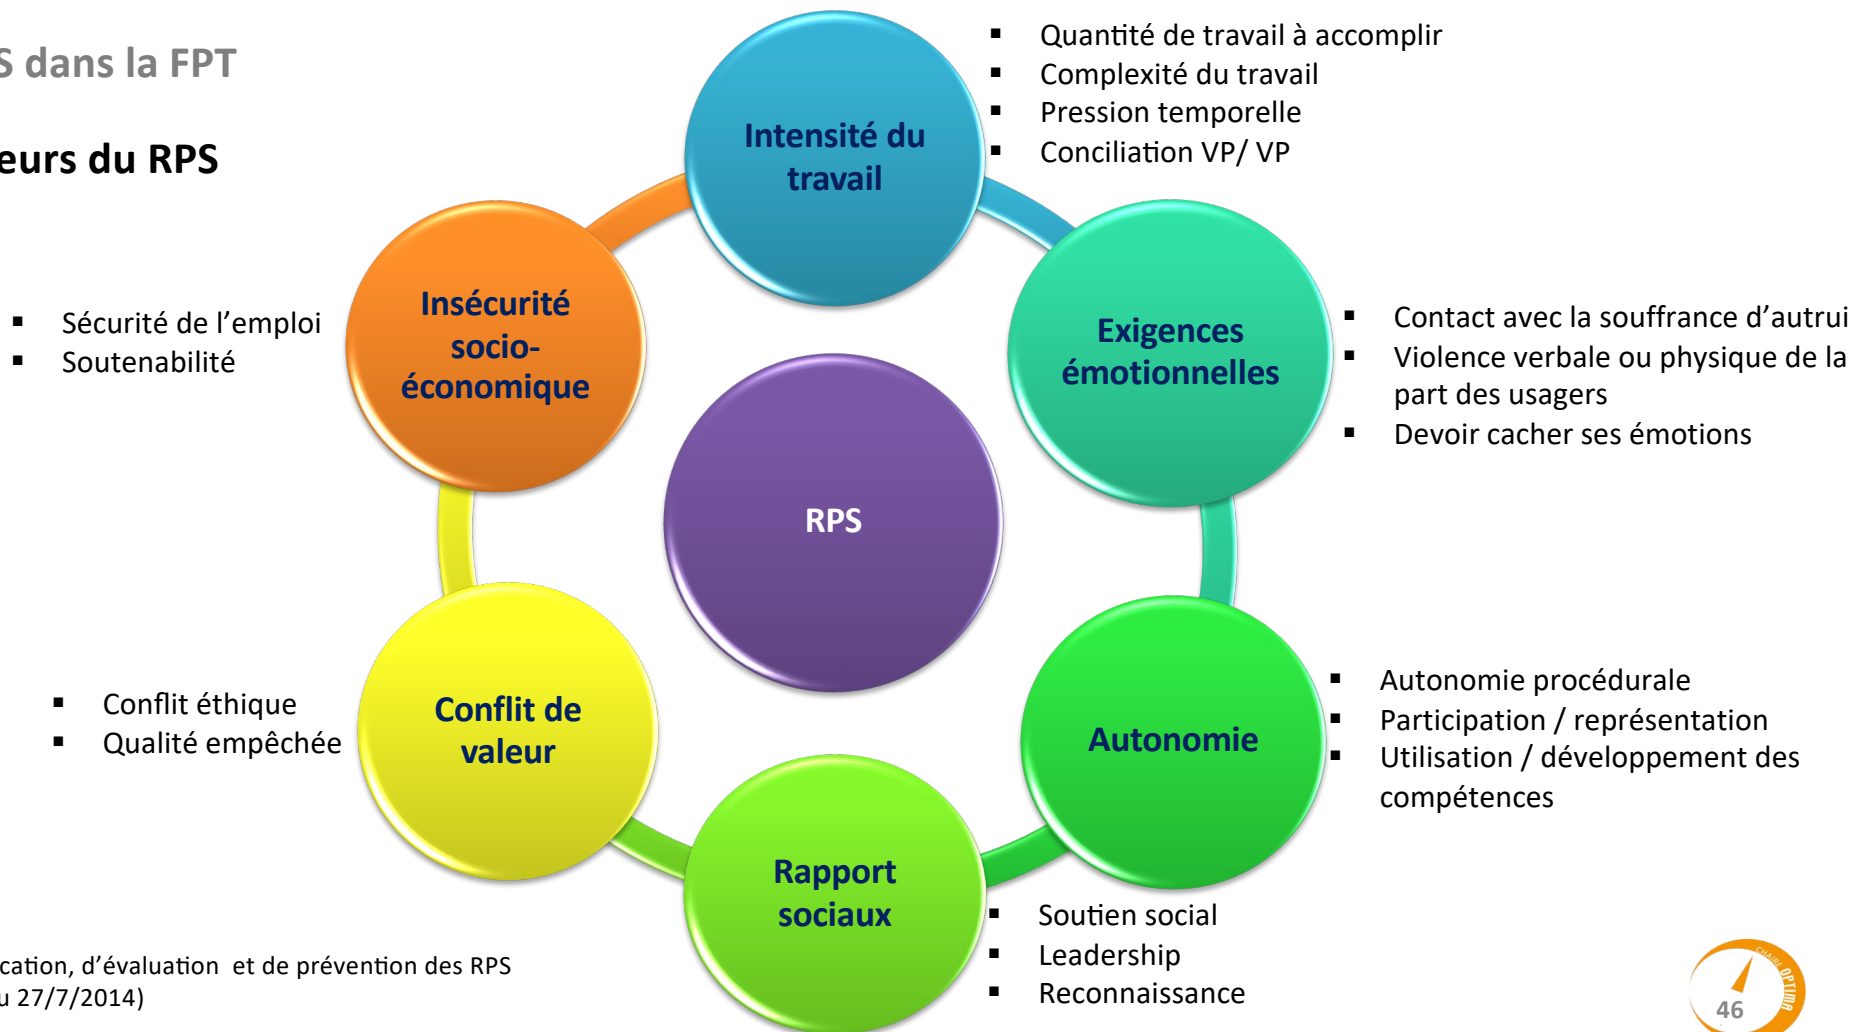 S dans la FPT
eurs du RPS
Intensité du
travail
▪ Quantité de travail à accomplir
▪ Complexité du travail
▪ Pression temporelle
▪ Conciliation VP/ VP
Exigences
émotionnelles
▪ Contact avec la souffrance d’autrui
▪ Violence verbale ou physique de la
part des usagers
▪ Devoir cacher ses émotions
Autonomie
▪ Autonomie procédurale
▪ Participation / représentation
▪ Utilisation / développement des
compétences
Rapport
sociaux
▪ Soutien social
▪ Leadership
▪ Reconnaissance
Conflit de
valeur
▪ Conflit éthique
▪ Qualité empêchée
Insécurité
socio-
économique
▪ Sécurité de l’emploi
▪ Soutenabilité
RPS
cation, d’évaluation et de prévention des RPS
u 27/7/2014)
CHAIRE OPTIMA
46